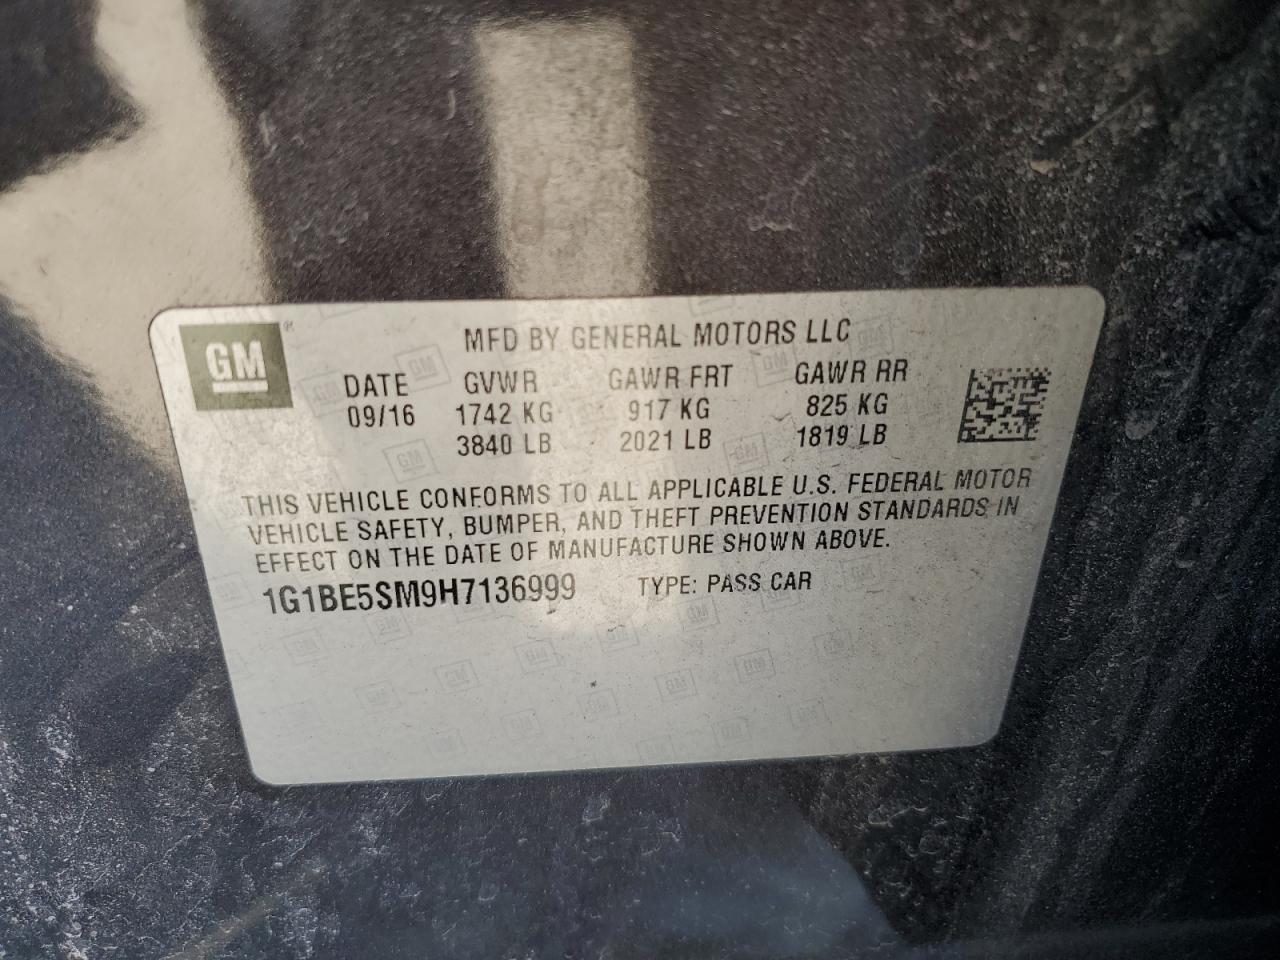 GM ® MFD BY GENERAL MOTORS LLC
DATE GVWR GAWR FRT GAWR RR
09/16 1742 KG 917 KG 825 KG
3840 LB 2021 LB 1819 LB
THIS VEHICLE CONFORMS TO ALL APPLICABLE U.S. FEDERAL MOTOR
VEHICLE SAFETY, BUMPER, AND THEFT PREVENTION STANDARDS IN
EFFECT ON THE DATE OF MANUFACTURE SHOWN ABOVE.
1G1BE5SM9H7136999 TYPE: PASS CAR